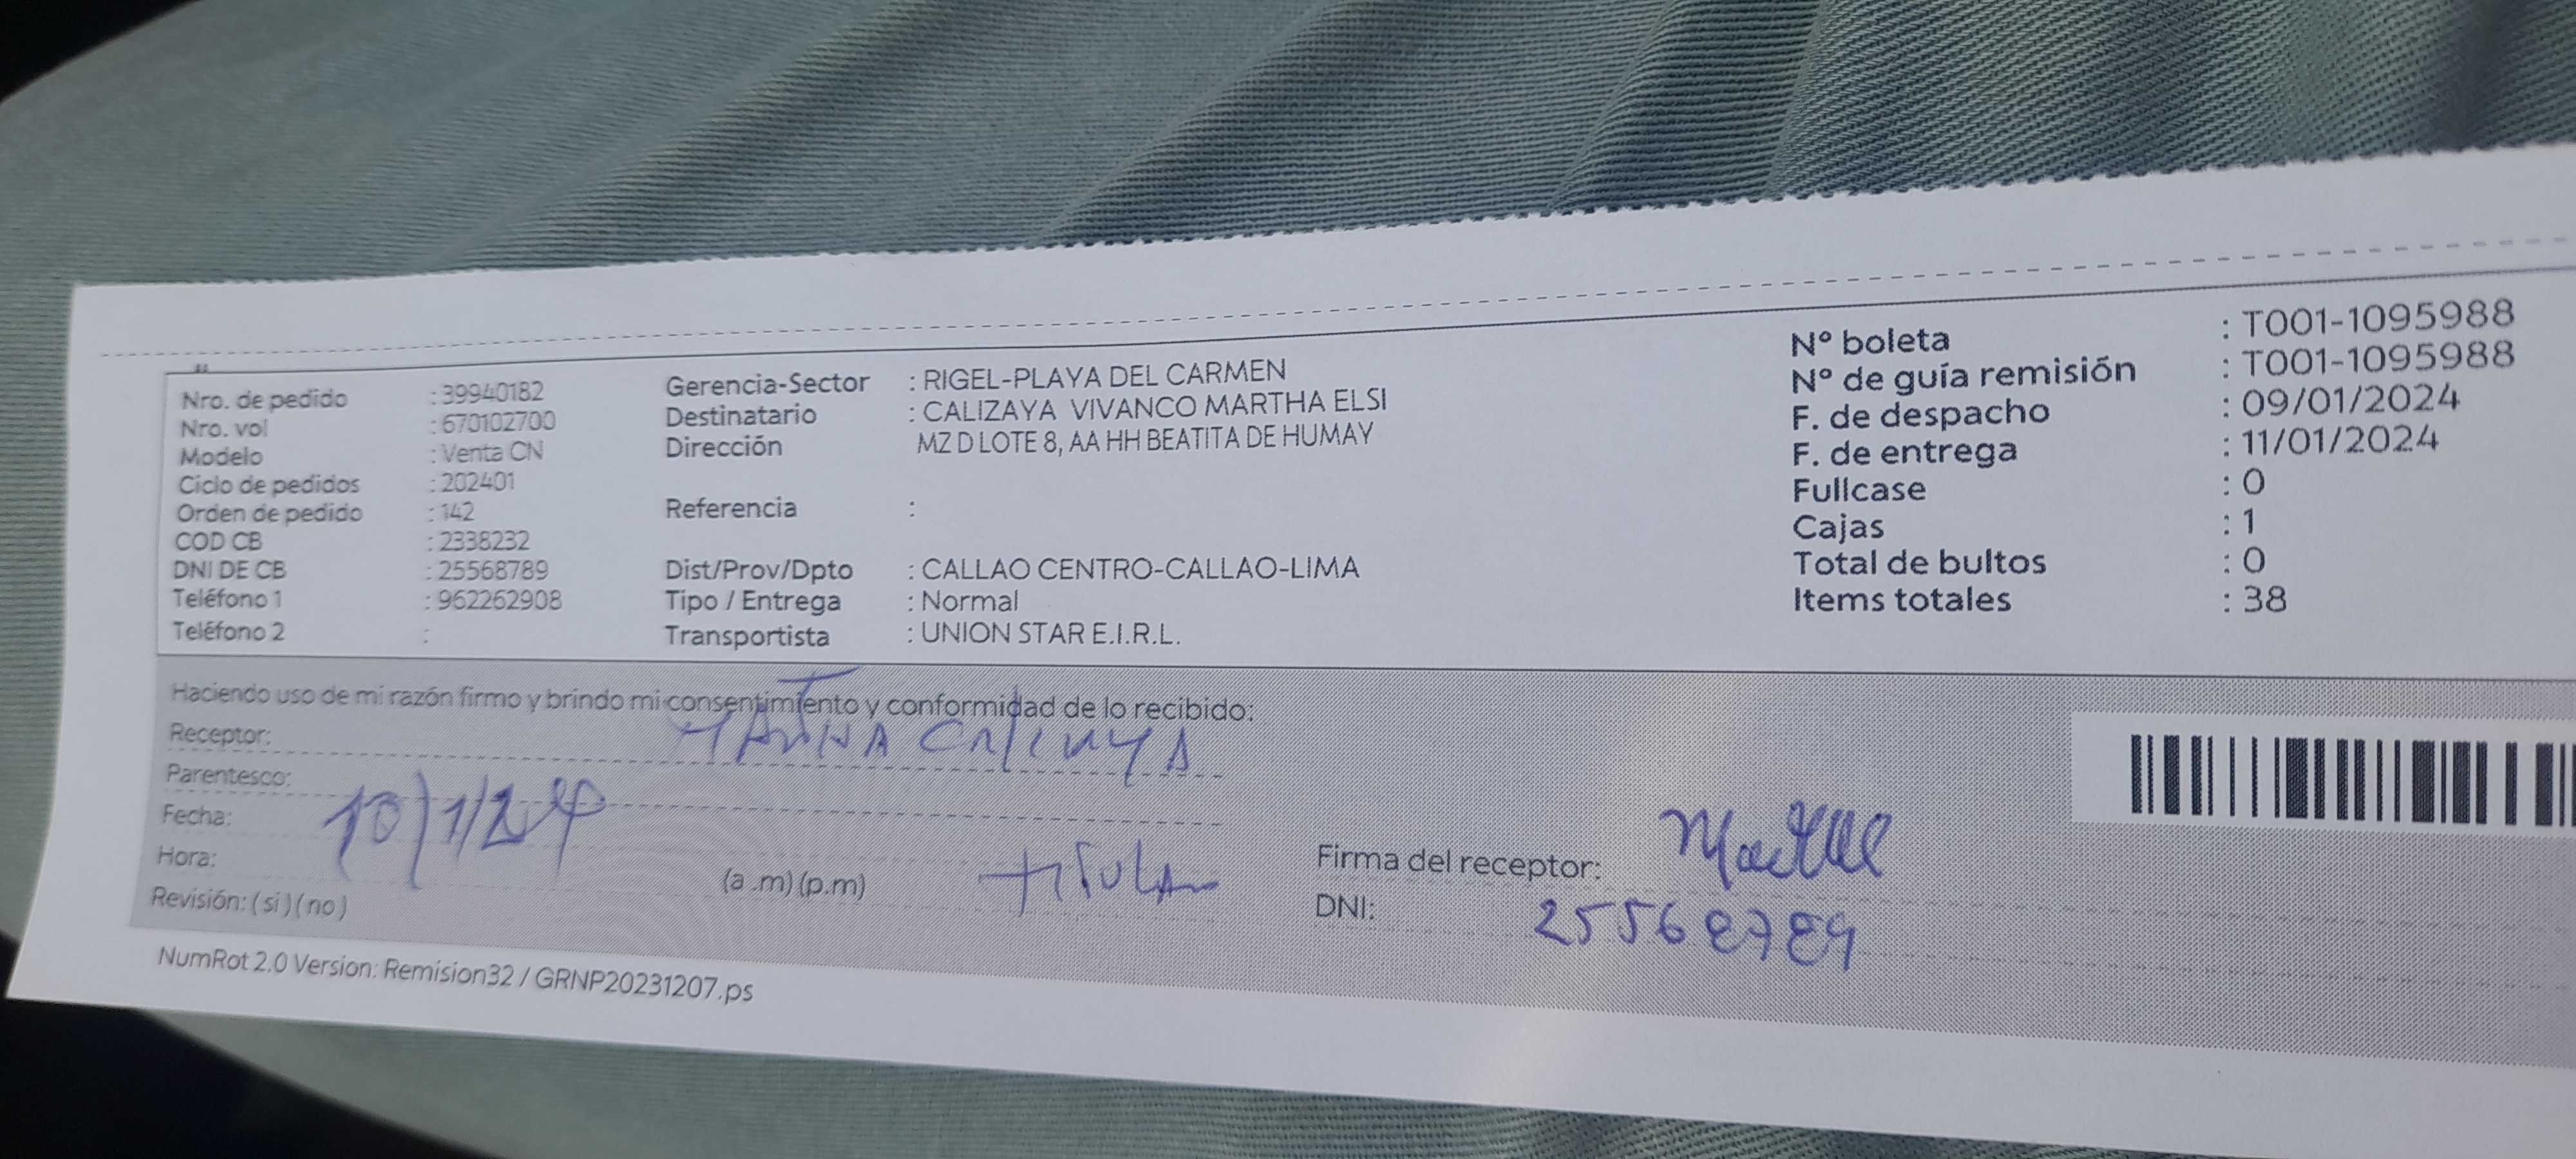 Nro. de pedido : 39940182
Nro. vol : 670102700
Modelo : Venta CN
Ciclo de pedidos : 202401
Orden de pedido : 142
COD CB : 2338232
DNI DE CB : 25568789
Teléfono 1 : 962262908
Teléfono 2 :
Gerencia-Sector : RIGEL-PLAYA DEL CARMEN
Destinatario : CALIZAYA VIVANCO MARTHA ELSI
Dirección MZ D LOTE 8, AA HH BEATITA DE HUMAY
Referencia :
Dist/Prov/Dpto : CALLAO CENTRO-CALLAO-LIMA
Tipo / Entrega : Normal
Transportista : UNION STAR E.I.R.L.
Nº boleta : T001-1095988
Nº de guía remisión : T001-1095988
F. de despacho : 09/01/2024
F. de entrega : 11/01/2024
Fullcase : 0
Cajas : 1
Total de bultos : 0
Items totales : 38
Haciendo uso de mi razón firmo y brindo mi consentimiento y conformidad de lo recibido:
Receptor: MARTHA
Parentesco:
Fecha: 10/1/24
Hora: (a .m) (p.m) titular
Revisión: ( si ) ( no )
Firma del receptor:
DNI: 25568789
NumRot 2.0 Version: Remision32 / GRNP20231207.ps